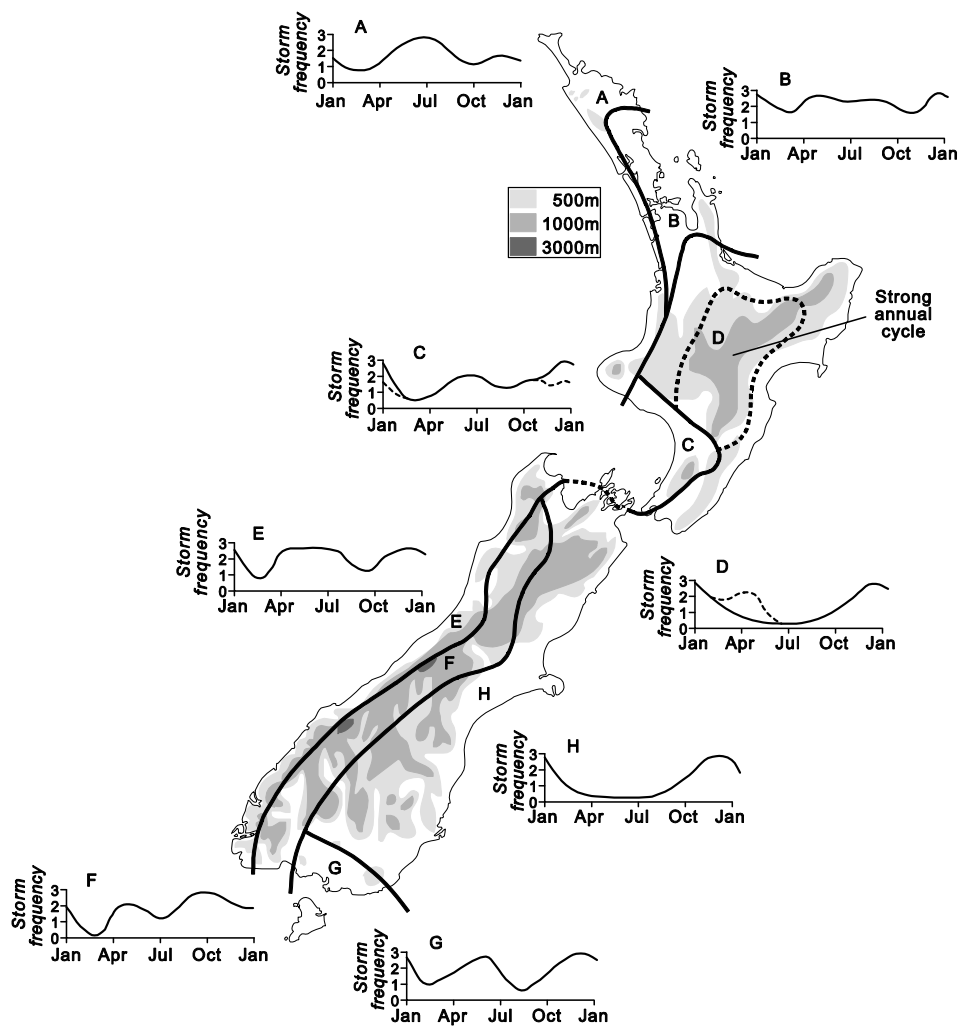 A
Storm
frequency
3
2
1
0
Jan Apr Jul Oct Jan
A
B
Storm
frequency
3
2
1
0
Jan Apr Jul Oct Jan
500m
1000m
3000m
B
Strong
annual
cycle
D
C
Storm
frequency
3
2
1
0
Jan Apr Jul Oct Jan
C
E
Storm
frequency
3
2
1
0
Jan Apr Jul Oct Jan
D
Storm
frequency
3
2
1
0
Jan Apr Jul Oct Jan
E
F
H
H
Storm
frequency
3
2
1
0
Jan Apr Jul Oct Jan
G
F
Storm
frequency
3
2
1
0
Jan Apr Jul Oct Jan
G
Storm
frequency
3
2
1
0
Jan Apr Jul Oct Jan